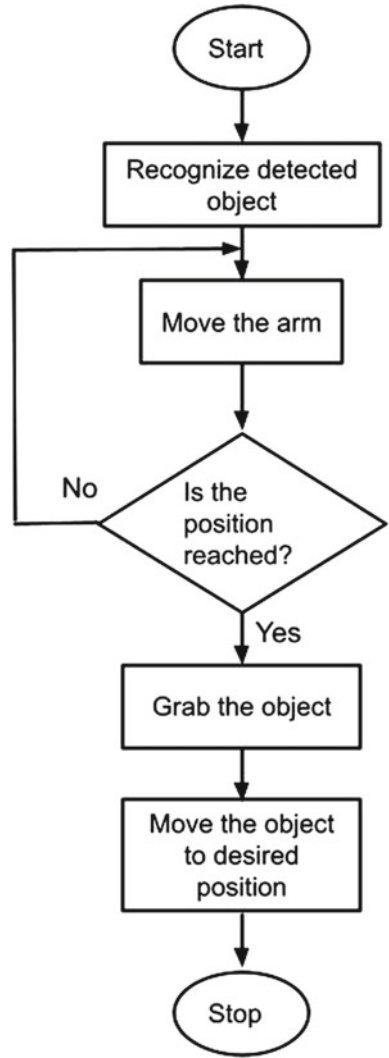 Start
Recognize detected
object
Move the arm
No
Is the
position
reached?
Yes
Grab the object
Move the object
to desired
position
Stop